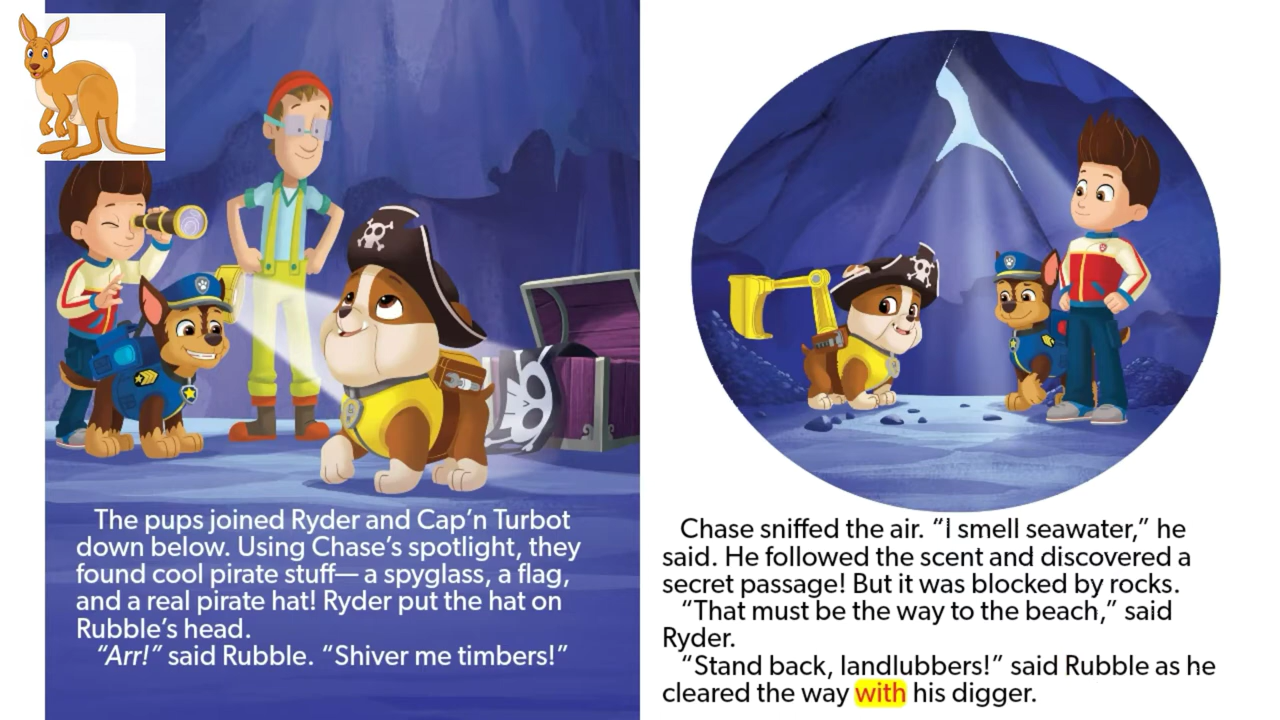 The pups joined Ryder and Cap’n Turbot
down below. Using Chase’s spotlight, they
found cool pirate stuff— a spyglass, a flag,
and a real pirate hat! Ryder put the hat on
Rubble’s head.
“Arr!” said Rubble. “Shiver me timbers!”
Chase sniffed the air. “I smell seawater,” he
said. He followed the scent and discovered a
secret passage! But it was blocked by rocks.
“That must be the way to the beach,” said
Ryder.
“Stand back, landlubbers!” said Rubble as he
cleared the way with his digger.